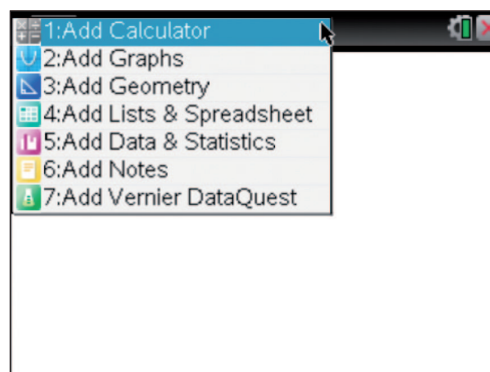 1:Add Calculator
2:Add Graphs
3:Add Geometry
4:Add Lists & Spreadsheet
5:Add Data & Statistics
6:Add Notes
7:Add Vernier DataQuest